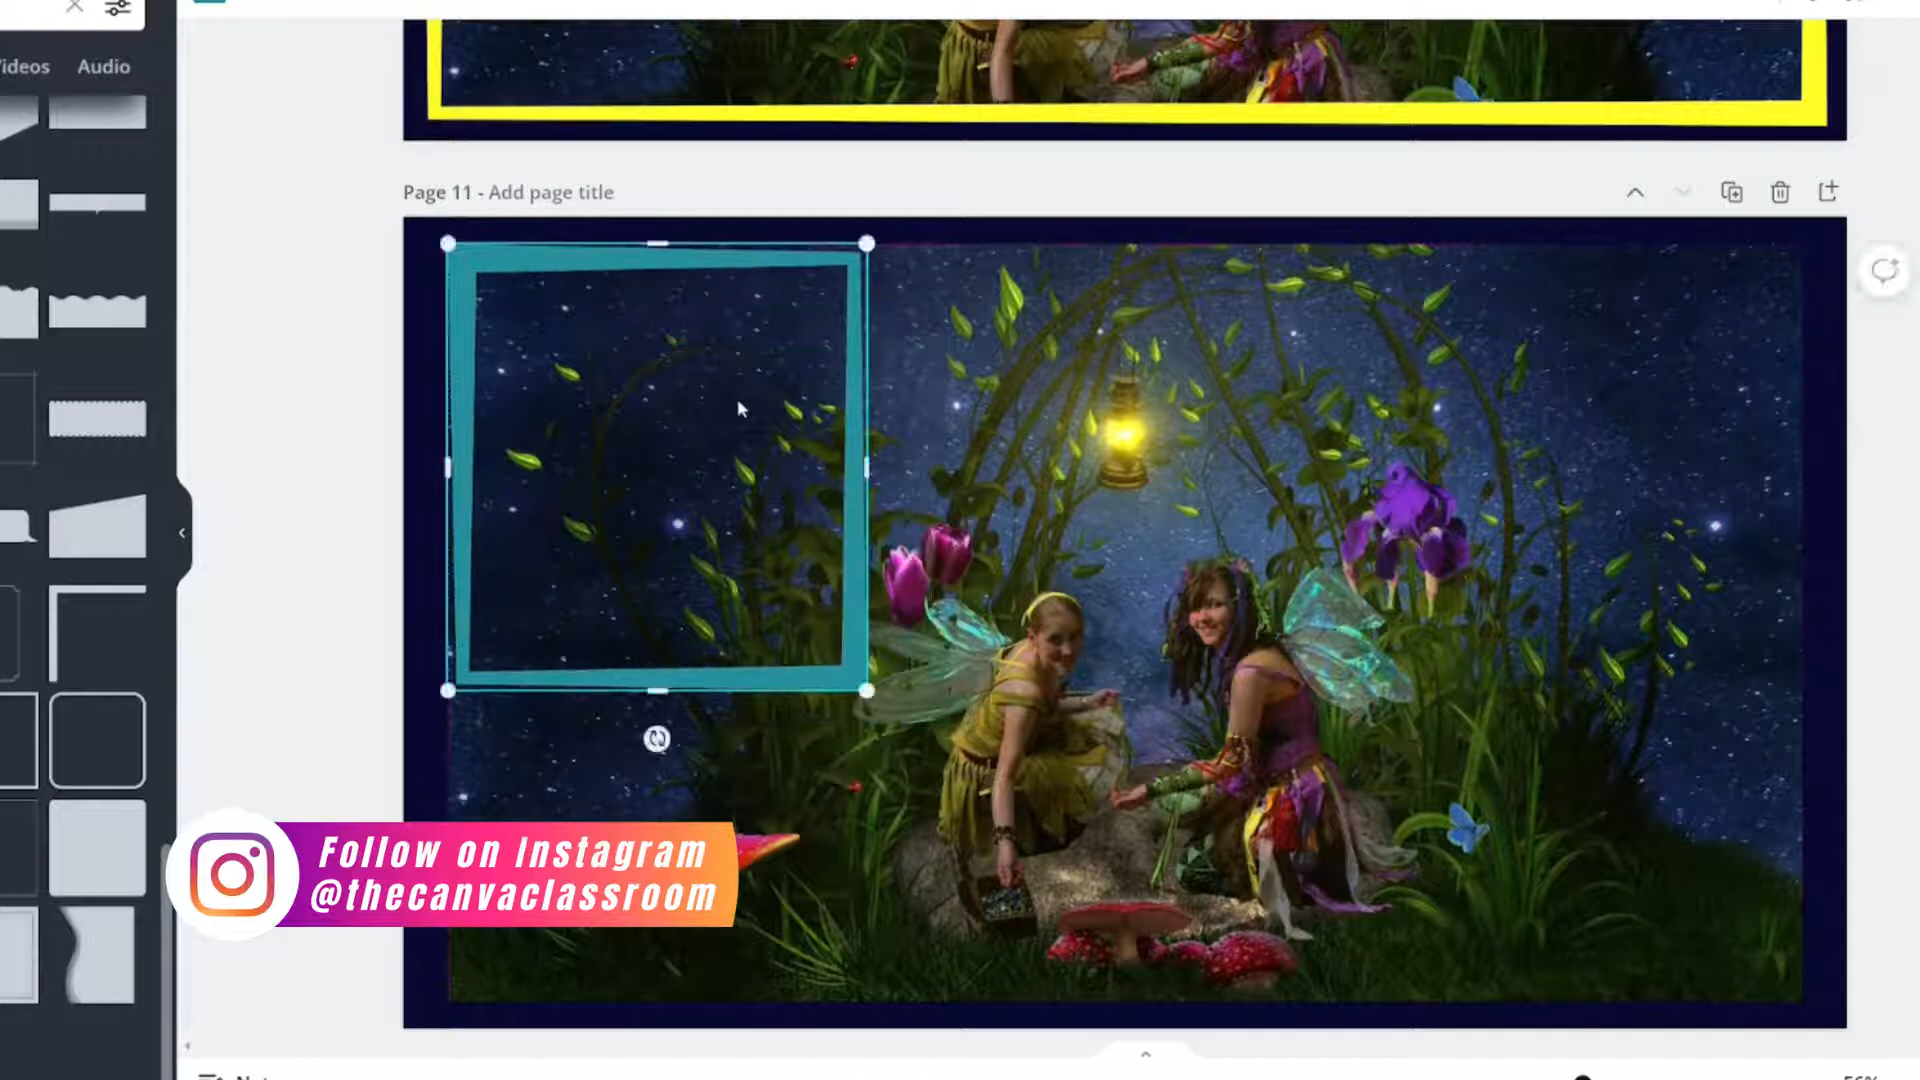 Videos Audio
Page 11 - Add page title
Follow on Instagram
@thecanvaclassroom